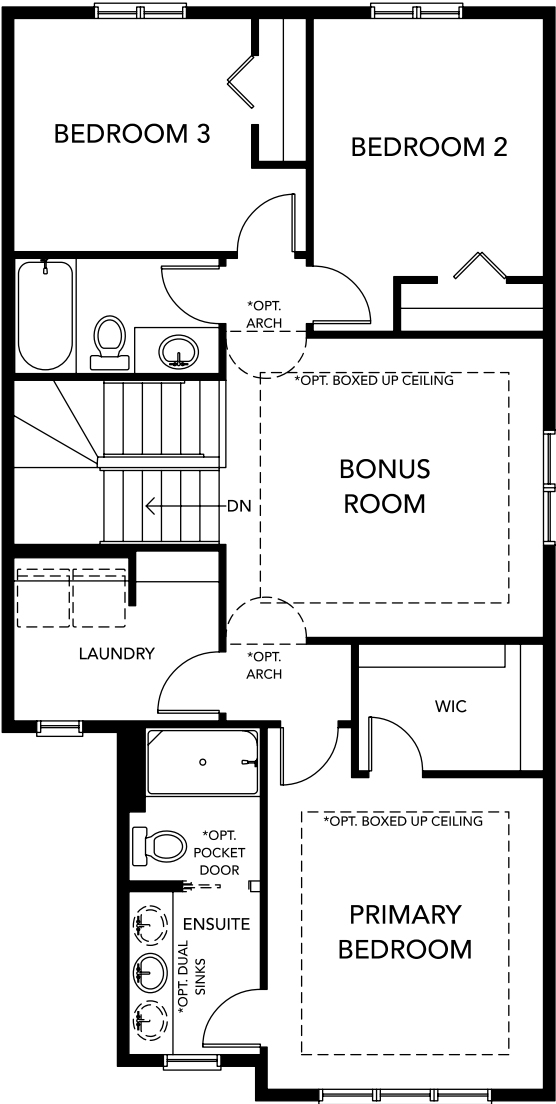 BEDROOM 3
BEDROOM 2
*OPT.
ARCH
*OPT. BOXED UP CEILING
BONUS
ROOM
DN
LAUNDRY
*OPT.
ARCH
WIC
*OPT. BOXED UP CEILING
*OPT.
POCKET
DOOR
PRIMARY
BEDROOM
ENSUITE
*OPT. DUAL
SINKS